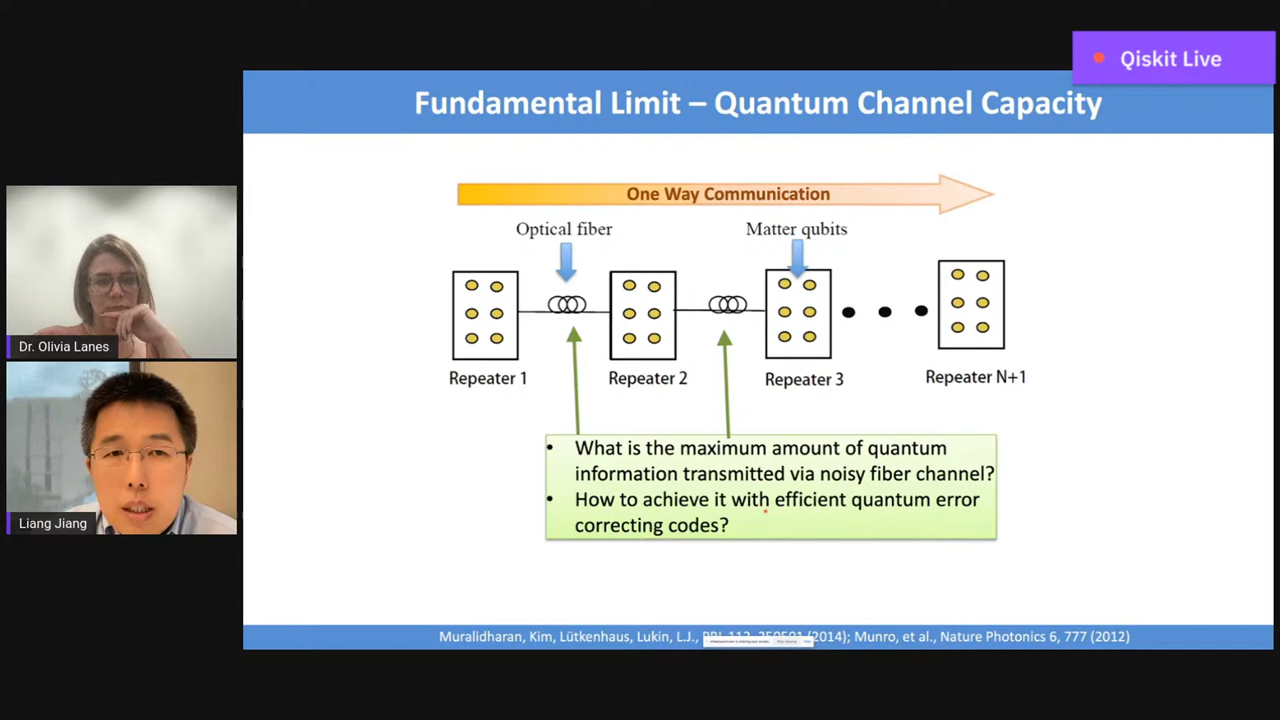 Qiskit Live
Fundamental Limit – Quantum Channel Capacity
One Way Communication
Optical fiber
Matter qubits
Repeater 1
Repeater 2
Repeater 3
Repeater N+1
• What is the maximum amount of quantum
information transmitted via noisy fiber channel?
• How to achieve it with efficient quantum error
correcting codes?
Muralidharan, Kim, Lütkenhaus, Lukin, L.J., (2014); Munro, et al., Nature Photonics 6, 777 (2012)
Dr. Olivia Lanes
Liang Jiang